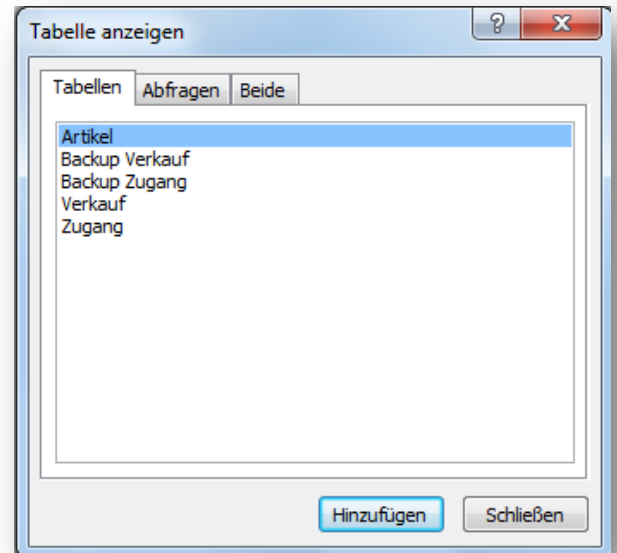 Tabelle anzeigen
?
X
Tabellen Abfragen Beide
Artikel
Backup Verkauf
Backup Zugang
Verkauf
Zugang
Hinzufügen Schließen